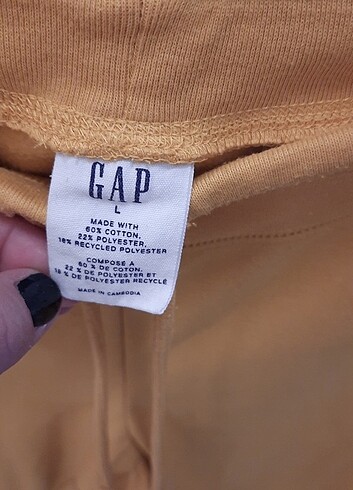 GAP
L
MADE WITH
60% COTTON,
22% POLYESTER,
18% RECYCLED POLYESTER
COMPOSÉ À
60 % DE COTON,
22 % DE POLYESTER ET
18 % DE POLYESTER RECYCLÉ
MADE IN CAMBODIA